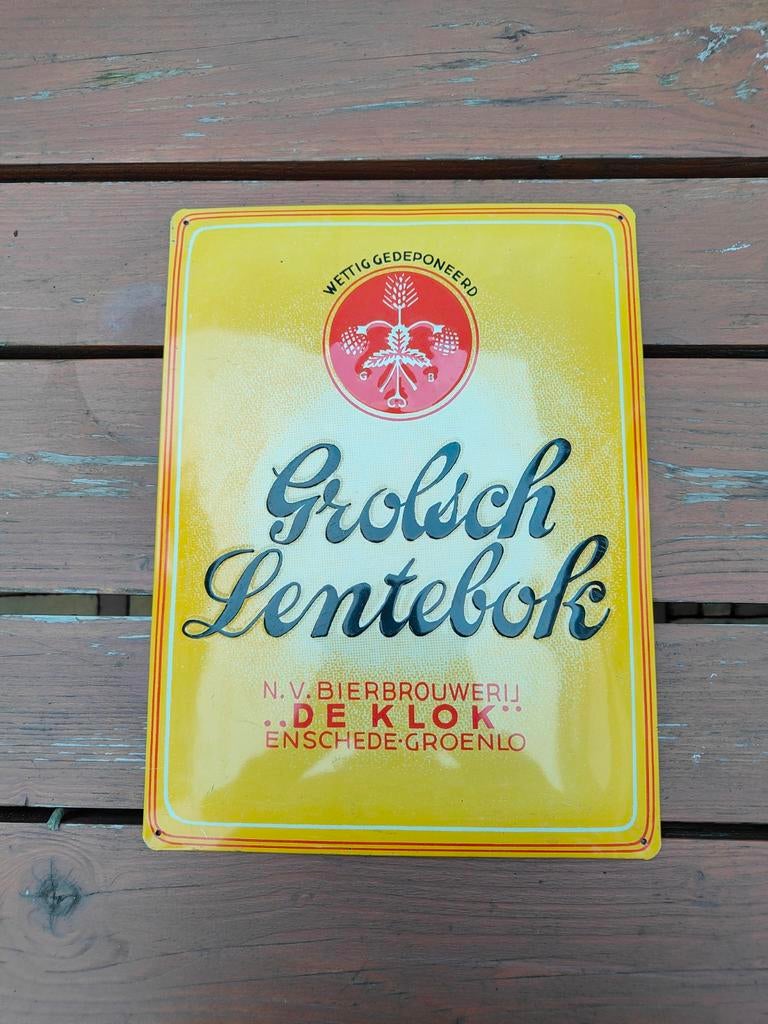 WETTIG GEDEPONEERD
G B
Grolsch
Lentebok
N.V. BIERBROUWERIJ
„DE KLOK"
ENSCHEDE·GROENLO